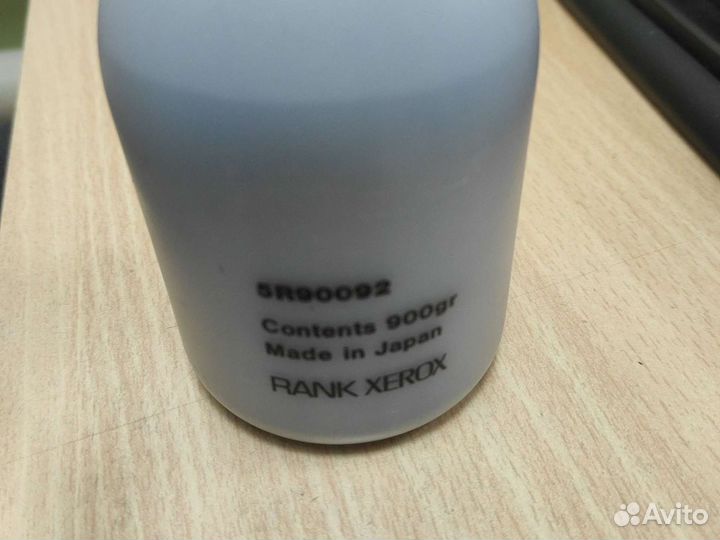 5R90092
Contents 900gr
Made in Japan
RANK XEROX
Avito